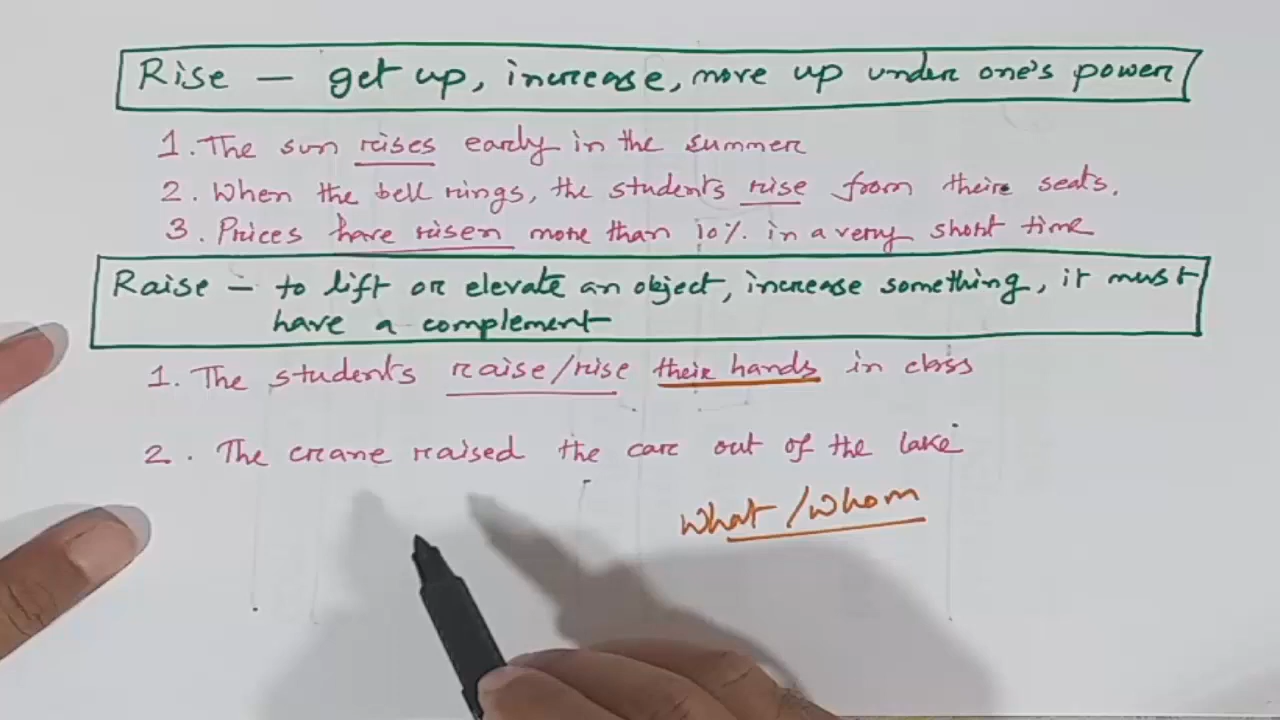 Rise – get up, increase, move up under one's power
1. The sun rises early in the summer
2. When the bell rings, the students rise from their seats.
3. Prices have risen more than 10% in a very short time
Raise – to lift or elevate an object, increase something, it must
have a complement
1. The students raise/rise their hands in class
2. The crane raised the car out of the lake
What/Whom